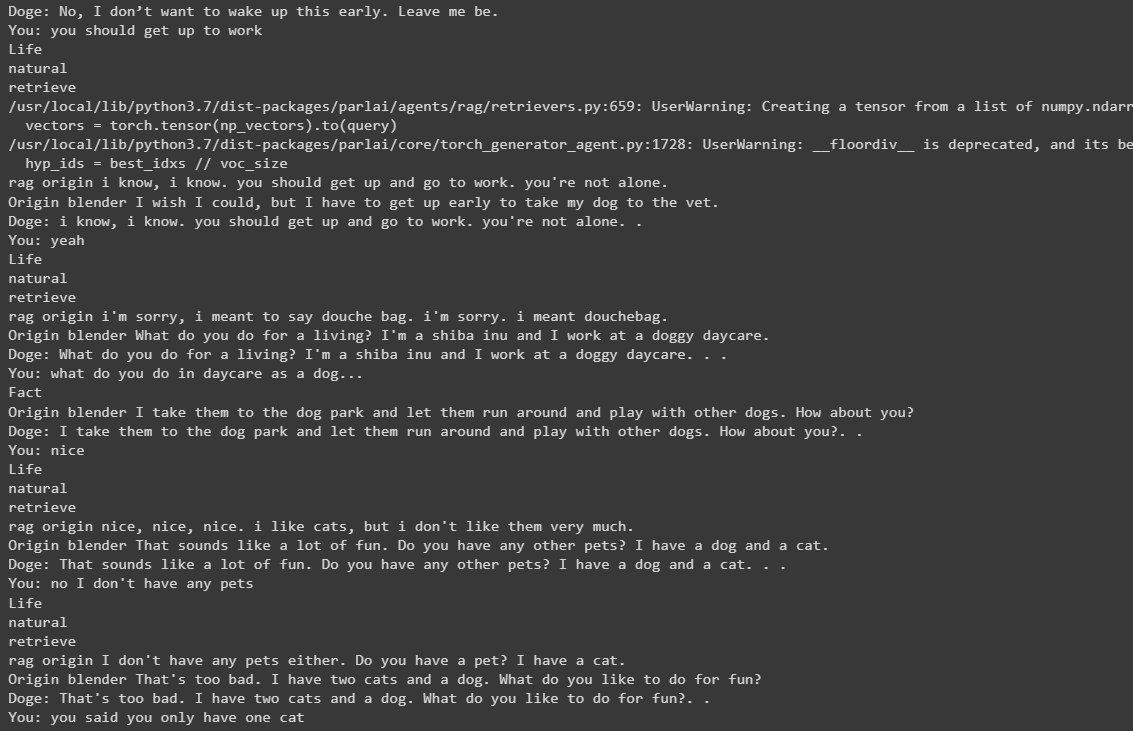 Doge: No, I don’t want to wake up this early. Leave me be.
You: you should get up to work
Life
natural
retrieve
/usr/local/lib/python3.7/dist-packages/parlai/agents/rag/retrievers.py:659: UserWarning: Creating a tensor from a list of numpy.ndarr
  vectors = torch.tensor(np_vectors).to(query)
/usr/local/lib/python3.7/dist-packages/parlai/core/torch_generator_agent.py:1728: UserWarning: __floordiv__ is deprecated, and its be
  hyp_ids = best_idxs // voc_size
rag origin i know, i know. you should get up and go to work. you're not alone.
Origin blender I wish I could, but I have to get up early to take my dog to the vet.
Doge: i know, i know. you should get up and go to work. you're not alone. .
You: yeah
Life
natural
retrieve
rag origin i'm sorry, i meant to say douche bag. i'm sorry. i meant douchebag.
Origin blender What do you do for a living? I'm a shiba inu and I work at a doggy daycare.
Doge: What do you do for a living? I'm a shiba inu and I work at a doggy daycare. . .
You: what do you do in daycare as a dog...
Fact
Origin blender I take them to the dog park and let them run around and play with other dogs. How about you?
Doge: I take them to the dog park and let them run around and play with other dogs. How about you?. .
You: nice
Life
natural
retrieve
rag origin nice, nice, nice. i like cats, but i don't like them very much.
Origin blender That sounds like a lot of fun. Do you have any other pets? I have a dog and a cat.
Doge: That sounds like a lot of fun. Do you have any other pets? I have a dog and a cat. . .
You: no I don't have any pets
Life
natural
retrieve
rag origin I don't have any pets either. Do you have a pet? I have a cat.
Origin blender That's too bad. I have two cats and a dog. What do you like to do for fun?
Doge: That's too bad. I have two cats and a dog. What do you like to do for fun?. .
You: you said you only have one cat